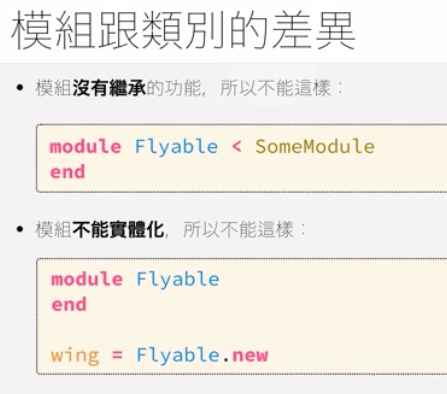 模組跟類別的差異
• 模組沒有繼承的功能，所以不能這樣：
module Flyable < SomeModule
end
• 模組不能實體化，所以不能這樣：
module Flyable
end
wing = Flyable.new